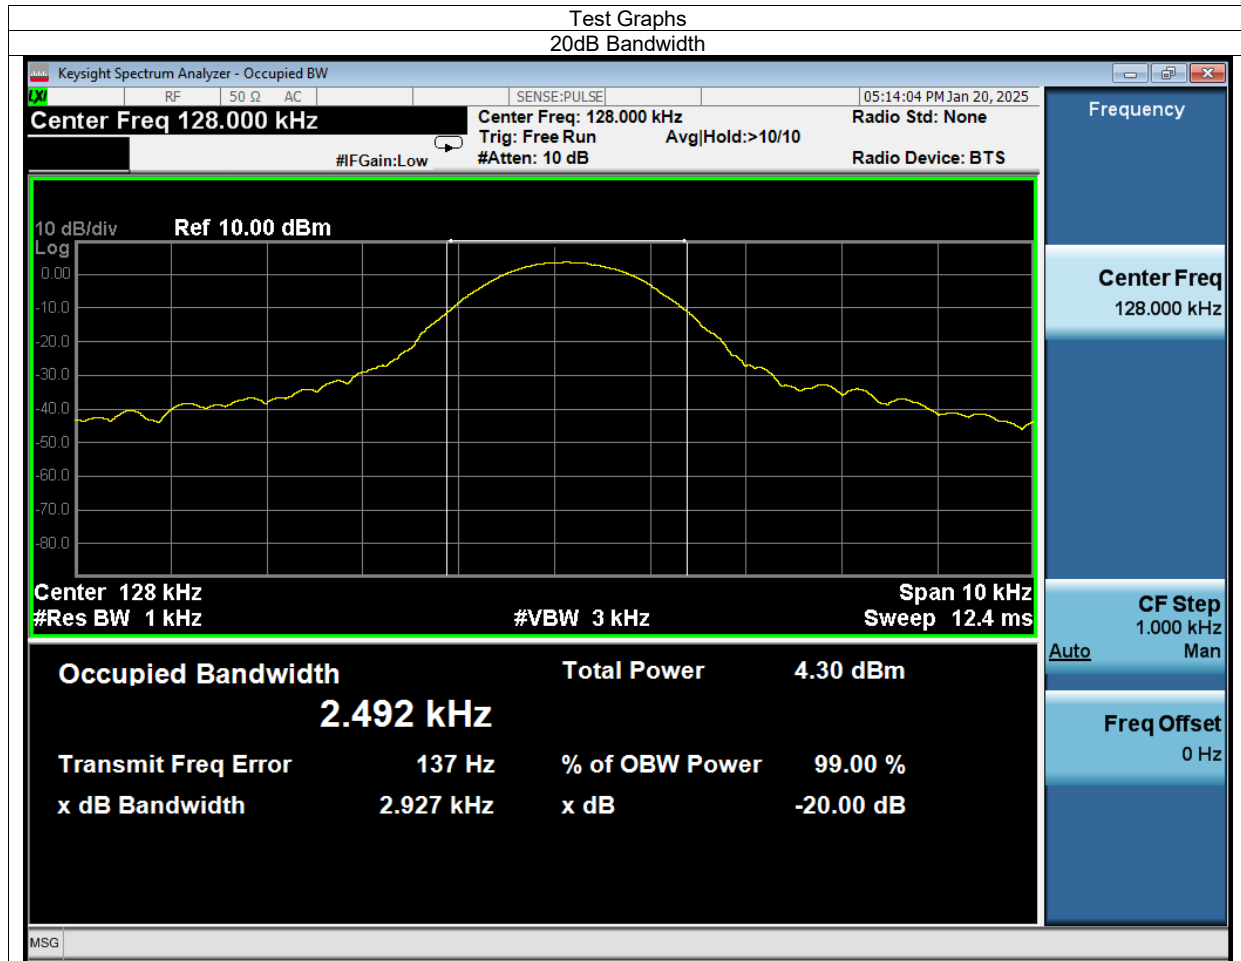 Test Graphs
20dB Bandwidth
Keysight Spectrum Analyzer - Occupied BW
LXI RF 50 Ω AC SENSE:PULSE 05:14:04 PM Jan 20, 2025
Center Freq 128.000 kHz
Center Freq: 128.000 kHz Radio Std: None
Trig: Free Run Avg|Hold:>10/10
#IFGain:Low #Atten: 10 dB Radio Device: BTS
10 dB/div Ref 10.00 dBm
Log
0.00
-10.0
-20.0
-30.0
-40.0
-50.0
-60.0
-70.0
-80.0
Center 128 kHz Span 10 kHz
#Res BW 1 kHz #VBW 3 kHz Sweep 12.4 ms
Occupied Bandwidth Total Power 4.30 dBm
2.492 kHz
Transmit Freq Error 137 Hz % of OBW Power 99.00 %
x dB Bandwidth 2.927 kHz x dB -20.00 dB
MSG
Frequency
Center Freq
128.000 kHz
CF Step
1.000 kHz
Auto Man
Freq Offset
0 Hz